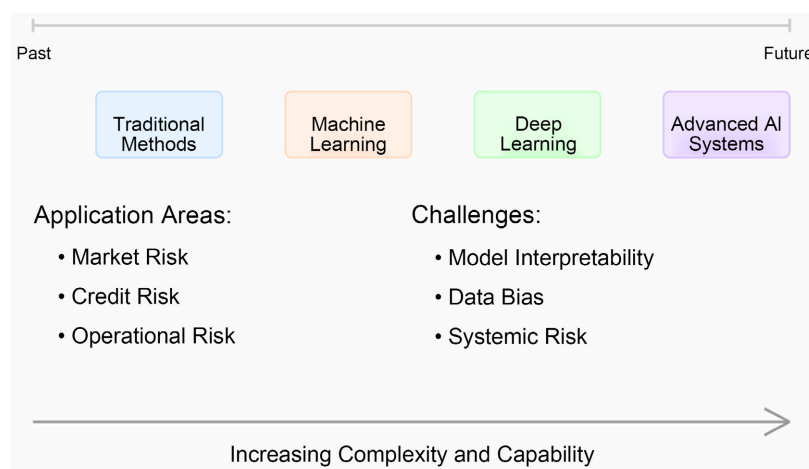 Past
Future
Traditional
Methods
Machine
Learning
Deep
Learning
Advanced AI
Systems
Application Areas:
• Market Risk
• Credit Risk
• Operational Risk
Challenges:
• Model Interpretability
• Data Bias
• Systemic Risk
Increasing Complexity and Capability